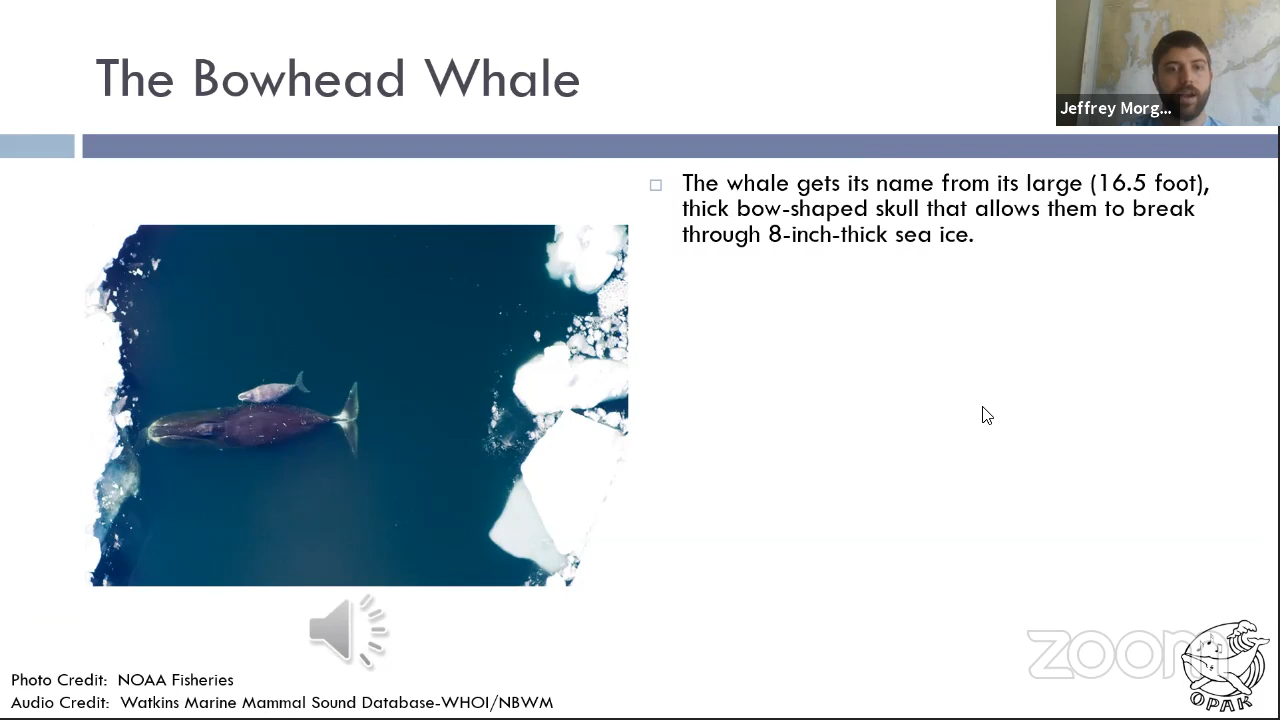 The Bowhead Whale
Jeffrey Morg...
The whale gets its name from its large (16.5 foot),
thick bow-shaped skull that allows them to break
through 8-inch-thick sea ice.
Photo Credit: NOAA Fisheries
Audio Credit: Watkins Marine Mammal Sound Database-WHOI/NBWM
zoom
OPAK